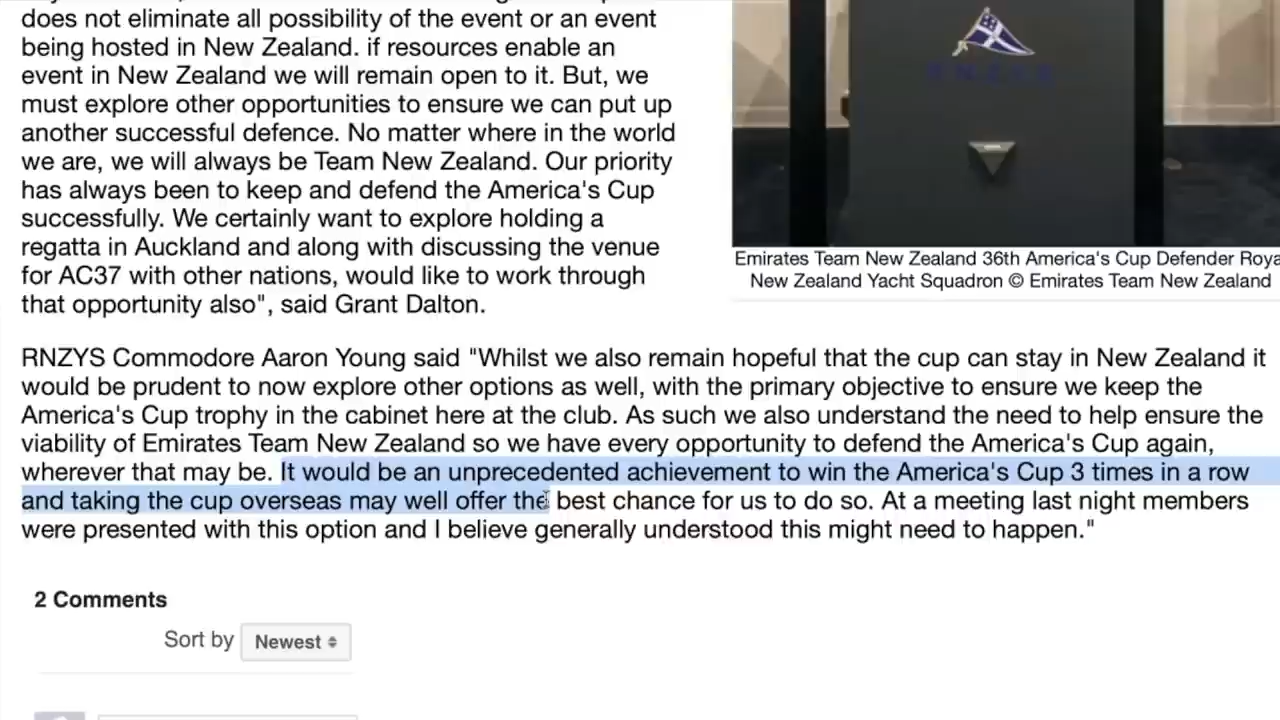 does not eliminate all possibility of the event or an event
being hosted in New Zealand. if resources enable an
event in New Zealand we will remain open to it. But, we
must explore other opportunities to ensure we can put up
another successful defence. No matter where in the world
we are, we will always be Team New Zealand. Our priority
has always been to keep and defend the America's Cup
successfully. We certainly want to explore holding a
regatta in Auckland and along with discussing the venue
for AC37 with other nations, would like to work through
that opportunity also", said Grant Dalton.
Emirates Team New Zealand 36th America's Cup Defender Roya
New Zealand Yacht Squadron © Emirates Team New Zealand
RNZYS Commodore Aaron Young said "Whilst we also remain hopeful that the cup can stay in New Zealand it
would be prudent to now explore other options as well, with the primary objective to ensure we keep the
America's Cup trophy in the cabinet here at the club. As such we also understand the need to help ensure the
viability of Emirates Team New Zealand so we have every opportunity to defend the America's Cup again,
wherever that may be. It would be an unprecedented achievement to win the America's Cup 3 times in a row
and taking the cup overseas may well offer the best chance for us to do so. At a meeting last night members
were presented with this option and I believe generally understood this might need to happen."
2 Comments
Sort by Newest